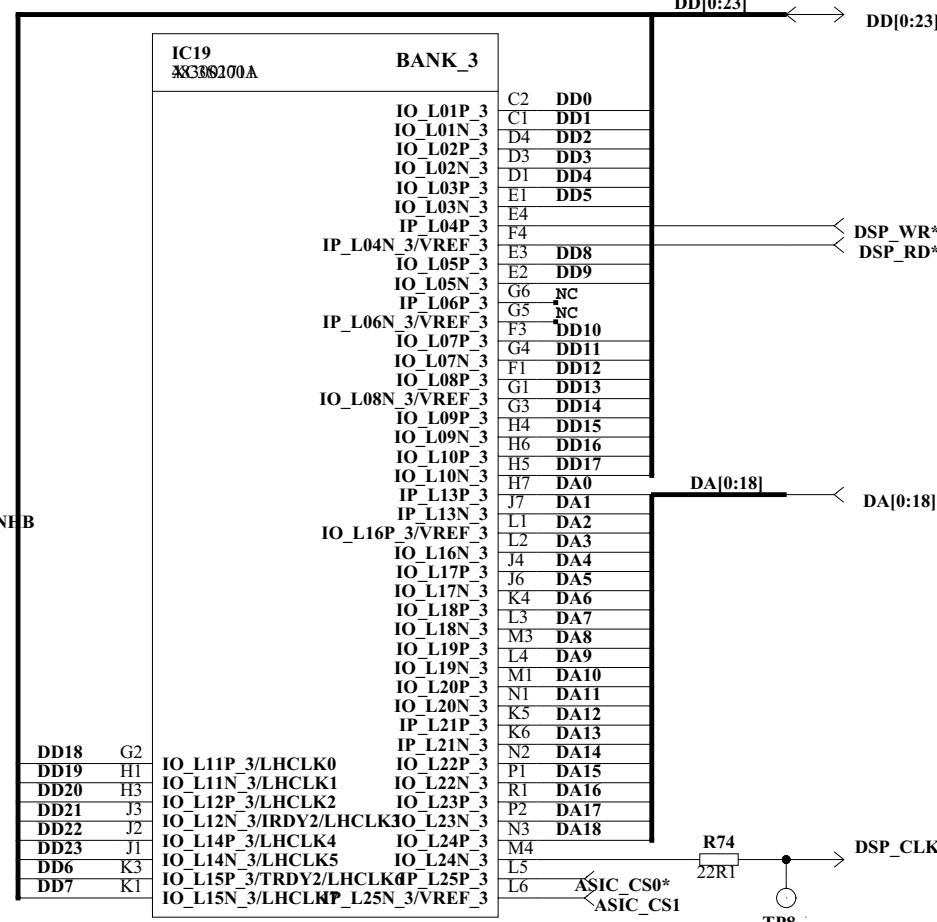 DD[0:23]
DD[0:23]
IC19
BANK_3
IO_L01P_3 C2 DD0
IO_L01N_3 C1 DD1
IO_L02P_3 D4 DD2
IO_L02N_3 D3 DD3
IO_L03P_3 D1 DD4
IO_L03N_3 E1 DD5
IP_L04P_3 E4 DSP_WR*
IP_L04N_3/VREF_3 F4 DSP_RD*
IO_L05P_3 E3 DD8
IO_L05N_3 E2 DD9
IP_L06P_3 G6 NC
IP_L06N_3/VREF_3 G5 NC
IO_L07P_3 F3 DD10
IO_L07N_3 G4 DD11
IO_L08P_3 F1 DD12
IO_L08N_3/VREF_3 G1 DD13
IO_L09P_3 G3 DD14
IO_L09N_3 H4 DD15
IO_L10P_3 H6 DD16
IO_L10N_3 H5 DD17
IP_L13P_3 H7 DA0 DA[0:18] DA[0:18]
IP_L13N_3 J7 DA1
NHB
IO_L16P_3/VREF_3 L1 DA2
IO_L16N_3 L2 DA3
IO_L17P_3 J4 DA4
IO_L17N_3 J6 DA5
IO_L18P_3 K4 DA6
IO_L18N_3 L3 DA7
IO_L19P_3 M3 DA8
IO_L19N_3 L4 DA9
IO_L20P_3 M1 DA10
IO_L20N_3 N1 DA11
IP_L21P_3 K5 DA12
IP_L21N_3 K6 DA13
DD18 G2 IO_L11P_3/LHCLK0 IO_L22P_3 N2 DA14
DD19 H1 IO_L11N_3/LHCLK1 IO_L22N_3 P1 DA15
DD20 H3 IO_L12P_3/LHCLK2 IO_L23P_3 R1 DA16
DD21 J3 IO_L12N_3/IRDY2/LHCLK3 IO_L23N_3 P2 DA17
DD22 J2 IO_L14P_3/LHCLK4 IO_L24P_3 N3 DA18
DD23 J1 IO_L14N_3/LHCLK5 IO_L24N_3 M4 R74 22R1 DSP_CLK
DD6 K3 IO_L15P_3/TRDY2/LHCLK6 IP_L25P_3 L5 ASIC_CS0*
DD7 K1 IO_L15N_3/LHCLK7 IP_L25N_3/VREF_3 L6 ASIC_CS1
TP8